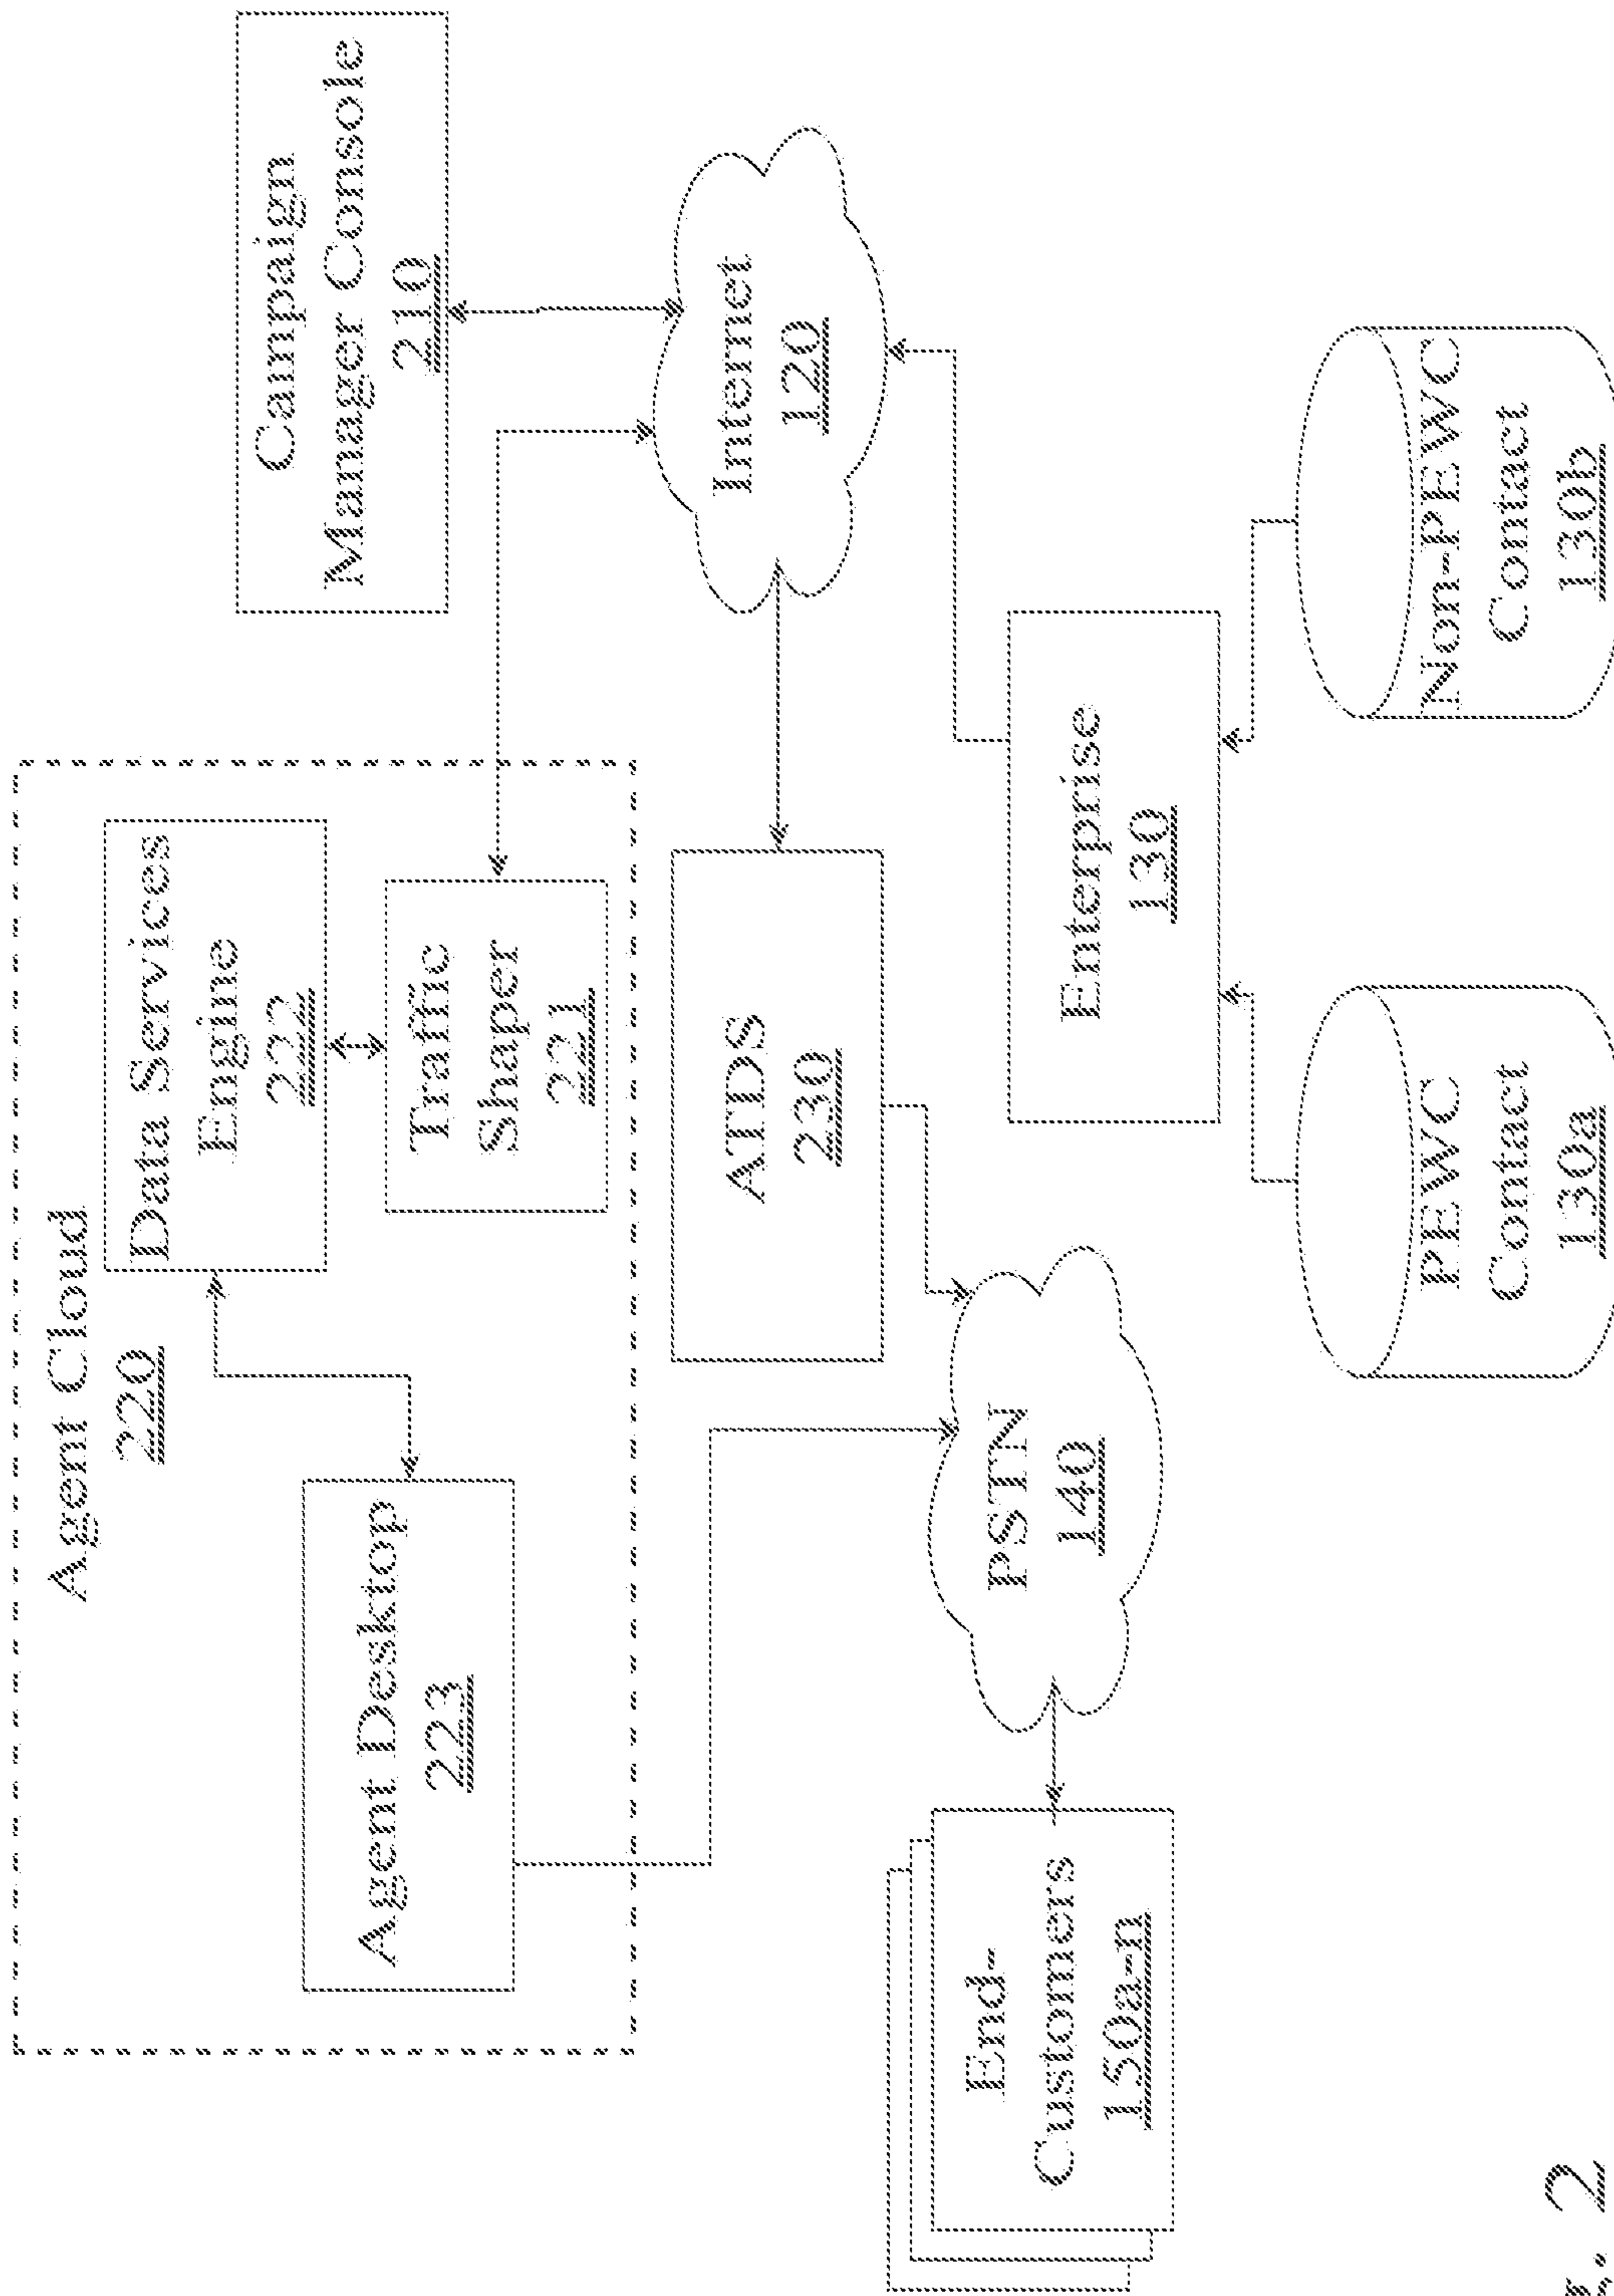 Agent Cloud
220
Data Services
Engine
222
Campaign
Manager Console
210
Agent Desktop
223
Traffic
Shaper
221
ATDS
230
Internet
120
End-
Customers
150a-n
PSTN
140
Enterprise
130
PEWC
Contact
130a
Non-PEWC
Contact
130b
2